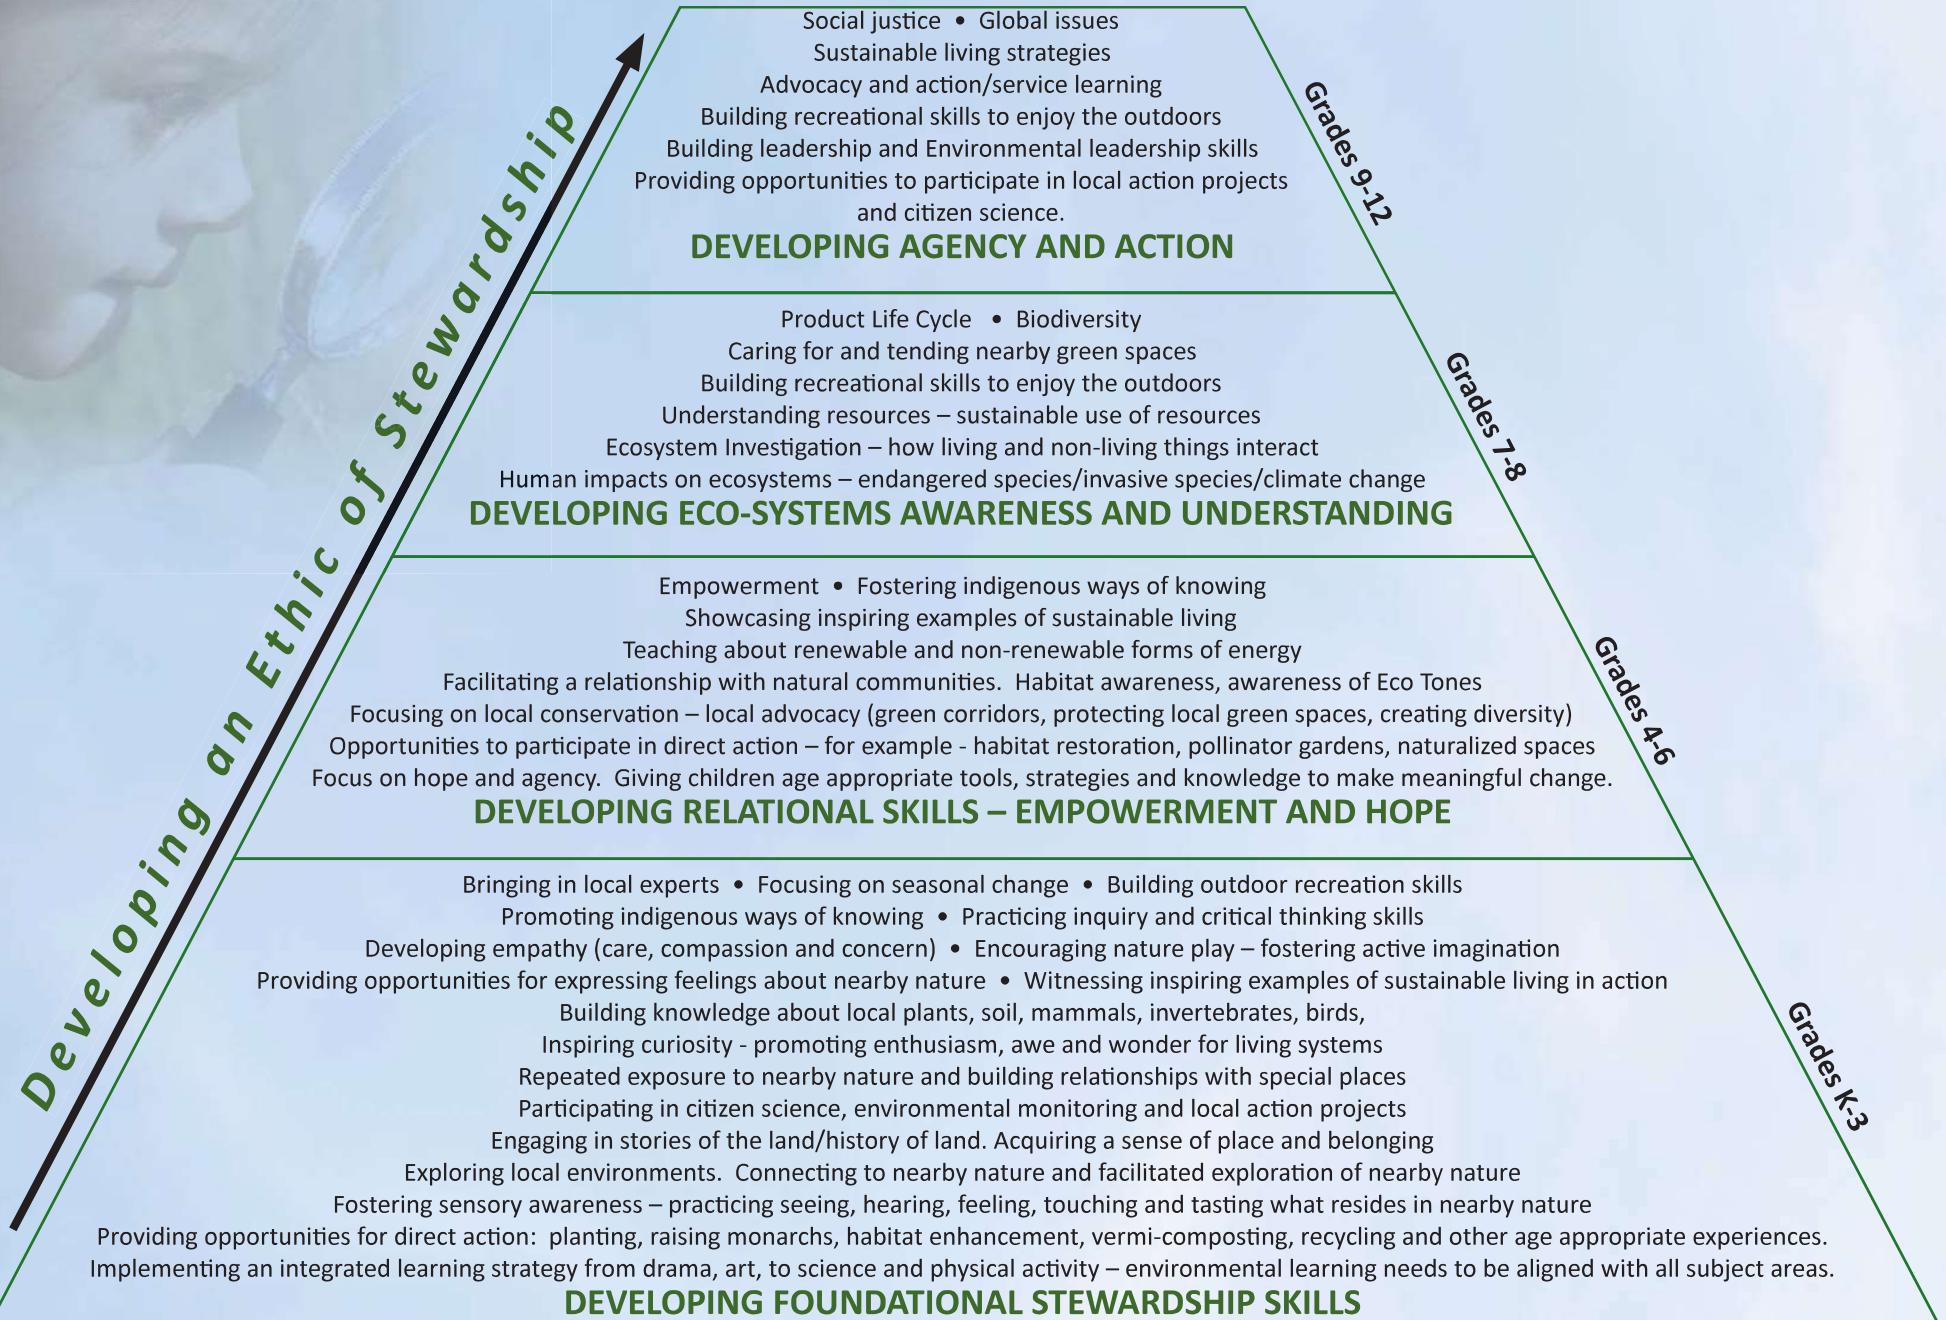 Developing an Ethic of Stewardship
Social justice • Global issues
Sustainable living strategies
Advocacy and action/service learning
Building recreational skills to enjoy the outdoors
Building leadership and Environmental leadership skills
Providing opportunities to participate in local action projects
and citizen science.
DEVELOPING AGENCY AND ACTION
Grades 9-12
Product Life Cycle • Biodiversity
Caring for and tending nearby green spaces
Building recreational skills to enjoy the outdoors
Understanding resources – sustainable use of resources
Ecosystem Investigation – how living and non-living things interact
Human impacts on ecosystems – endangered species/invasive species/climate change
DEVELOPING ECO-SYSTEMS AWARENESS AND UNDERSTANDING
Grades 7-8
Empowerment • Fostering indigenous ways of knowing
Showcasing inspiring examples of sustainable living
Teaching about renewable and non-renewable forms of energy
Facilitating a relationship with natural communities. Habitat awareness, awareness of Eco Tones
Focusing on local conservation – local advocacy (green corridors, protecting local green spaces, creating diversity)
Opportunities to participate in direct action – for example - habitat restoration, pollinator gardens, naturalized spaces
Focus on hope and agency. Giving children age appropriate tools, strategies and knowledge to make meaningful change.
DEVELOPING RELATIONAL SKILLS – EMPOWERMENT AND HOPE
Grades 4-6
Bringing in local experts • Focusing on seasonal change • Building outdoor recreation skills
Promoting indigenous ways of knowing • Practicing inquiry and critical thinking skills
Developing empathy (care, compassion and concern) • Encouraging nature play – fostering active imagination
Providing opportunities for expressing feelings about nearby nature • Witnessing inspiring examples of sustainable living in action
Building knowledge about local plants, soil, mammals, invertebrates, birds,
Inspiring curiosity - promoting enthusiasm, awe and wonder for living systems
Repeated exposure to nearby nature and building relationships with special places
Participating in citizen science, environmental monitoring and local action projects
Engaging in stories of the land/history of land. Acquiring a sense of place and belonging
Exploring local environments. Connecting to nearby nature and facilitated exploration of nearby nature
Fostering sensory awareness – practicing seeing, hearing, feeling, touching and tasting what resides in nearby nature
Providing opportunities for direct action: planting, raising monarchs, habitat enhancement, vermi-composting, recycling and other age appropriate experiences.
Implementing an integrated learning strategy from drama, art, to science and physical activity – environmental learning needs to be aligned with all subject areas.
DEVELOPING FOUNDATIONAL STEWARDSHIP SKILLS
Grades K-3